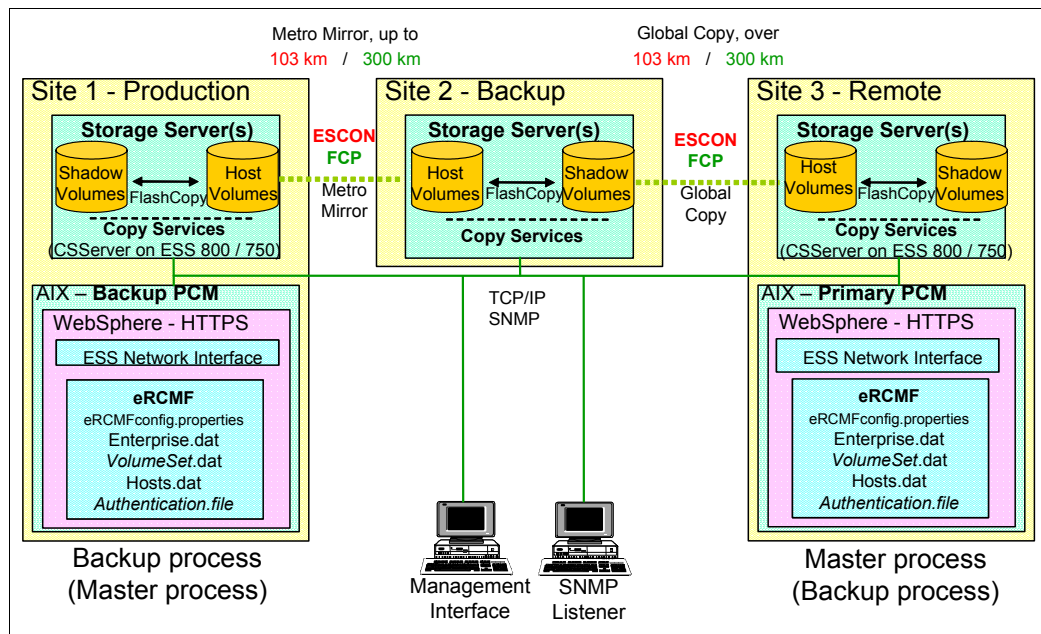 Metro Mirror, up to
103 km / 300 km
Global Copy, over
103 km / 300 km
Site 1 - Production
Storage Server(s)
Shadow
Volumes
FlashCopy
Host
Volumes
Copy Services
(CSServer on ESS 800 / 750)
ESCON
FCP
Metro
Mirror
Site 2 - Backup
Storage Server(s)
Host
Volumes
FlashCopy
Shadow
Volumes
Copy Services
ESCON
FCP
Global
Copy
Site 3 - Remote
Storage Server(s)
Host
Volumes
FlashCopy
Shadow
Volumes
Copy Services
(CSServer on ESS 800 / 750)
TCP/IP
SNMP
AIX – Backup PCM
WebSphere - HTTPS
ESS Network Interface
eRCMF
eRCMFconfig.properties
Enterprise.dat
VolumeSet.dat
Hosts.dat
Authentication.file
Backup process
(Master process)
Management
Interface
SNMP
Listener
AIX – Primary PCM
WebSphere - HTTPS
ESS Network Interface
eRCMF
eRCMFconfig.properties
Enterprise.dat
VolumeSet.dat
Hosts.dat
Authentication.file
Master process
(Backup process)